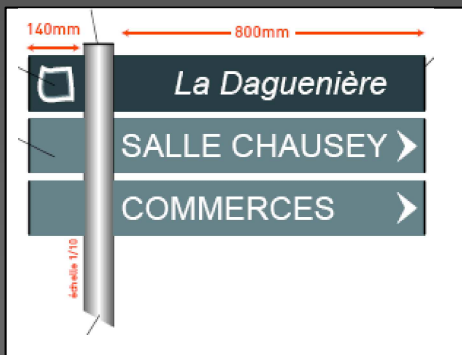 140mm
800mm
La Daguenière
SALLE CHAUSEY
COMMERCES
échelle 1/10